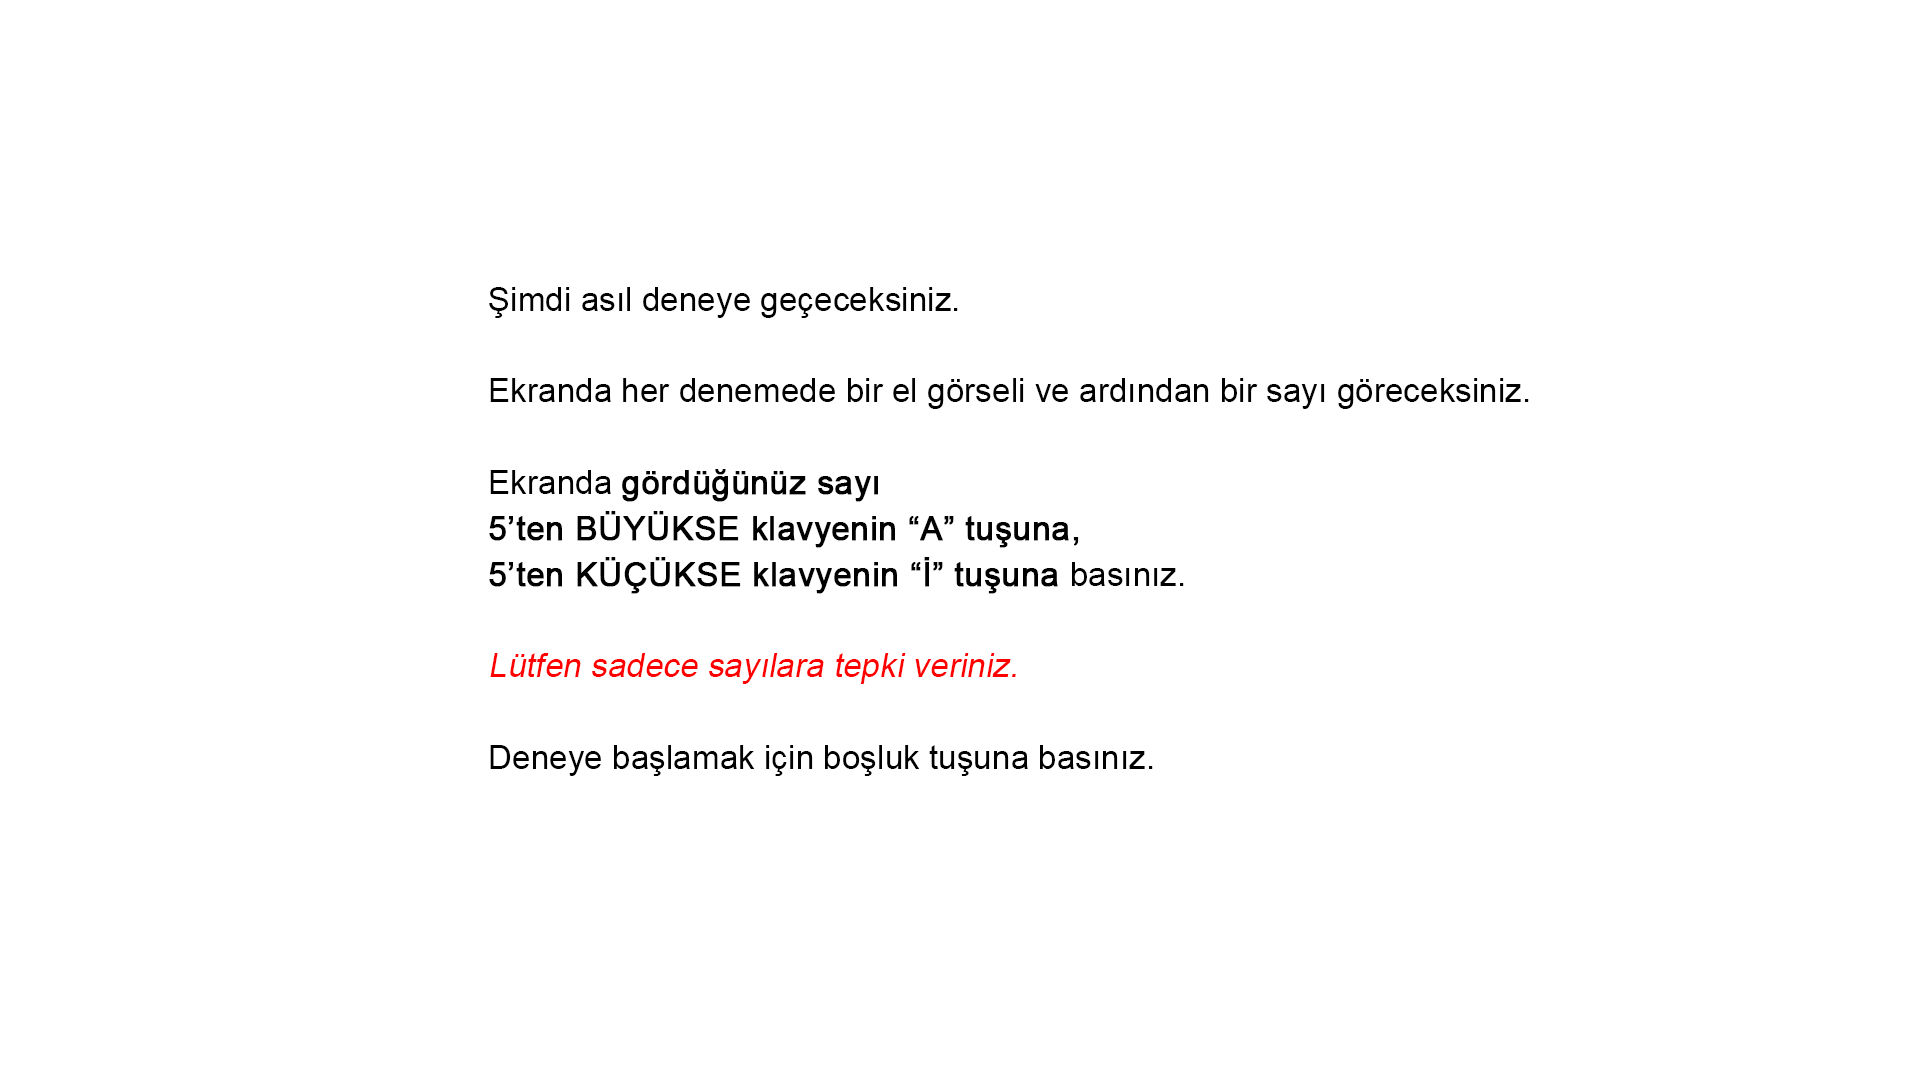 Şimdi asıl deneye geçeceksiniz.
Ekranda her denemede bir el görseli ve ardından bir sayı göreceksiniz.
Ekranda gördüğünüz sayı
5’ten BÜYÜKSE klavyenin “A” tuşuna,
5’ten KÜÇÜKSE klavyenin “İ” tuşuna basınız.
Lütfen sadece sayılara tepki veriniz.
Deneye başlamak için boşluk tuşuna basınız.